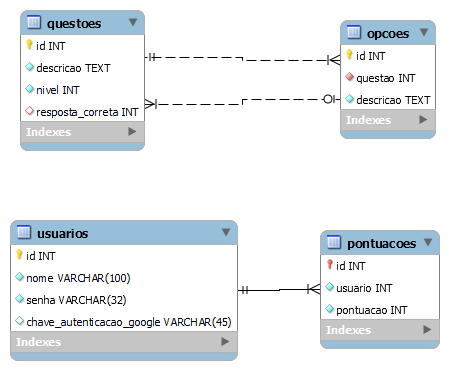 questoes
id INT
descricao TEXT
nivel INT
resposta_correta INT
Indexes
opcoes
id INT
questao INT
descricao TEXT
Indexes
usuarios
id INT
nome VARCHAR(100)
senha VARCHAR(32)
chave_autenticacao_google VARCHAR(45)
Indexes
pontuacoes
id INT
usuario INT
pontuacao INT
Indexes